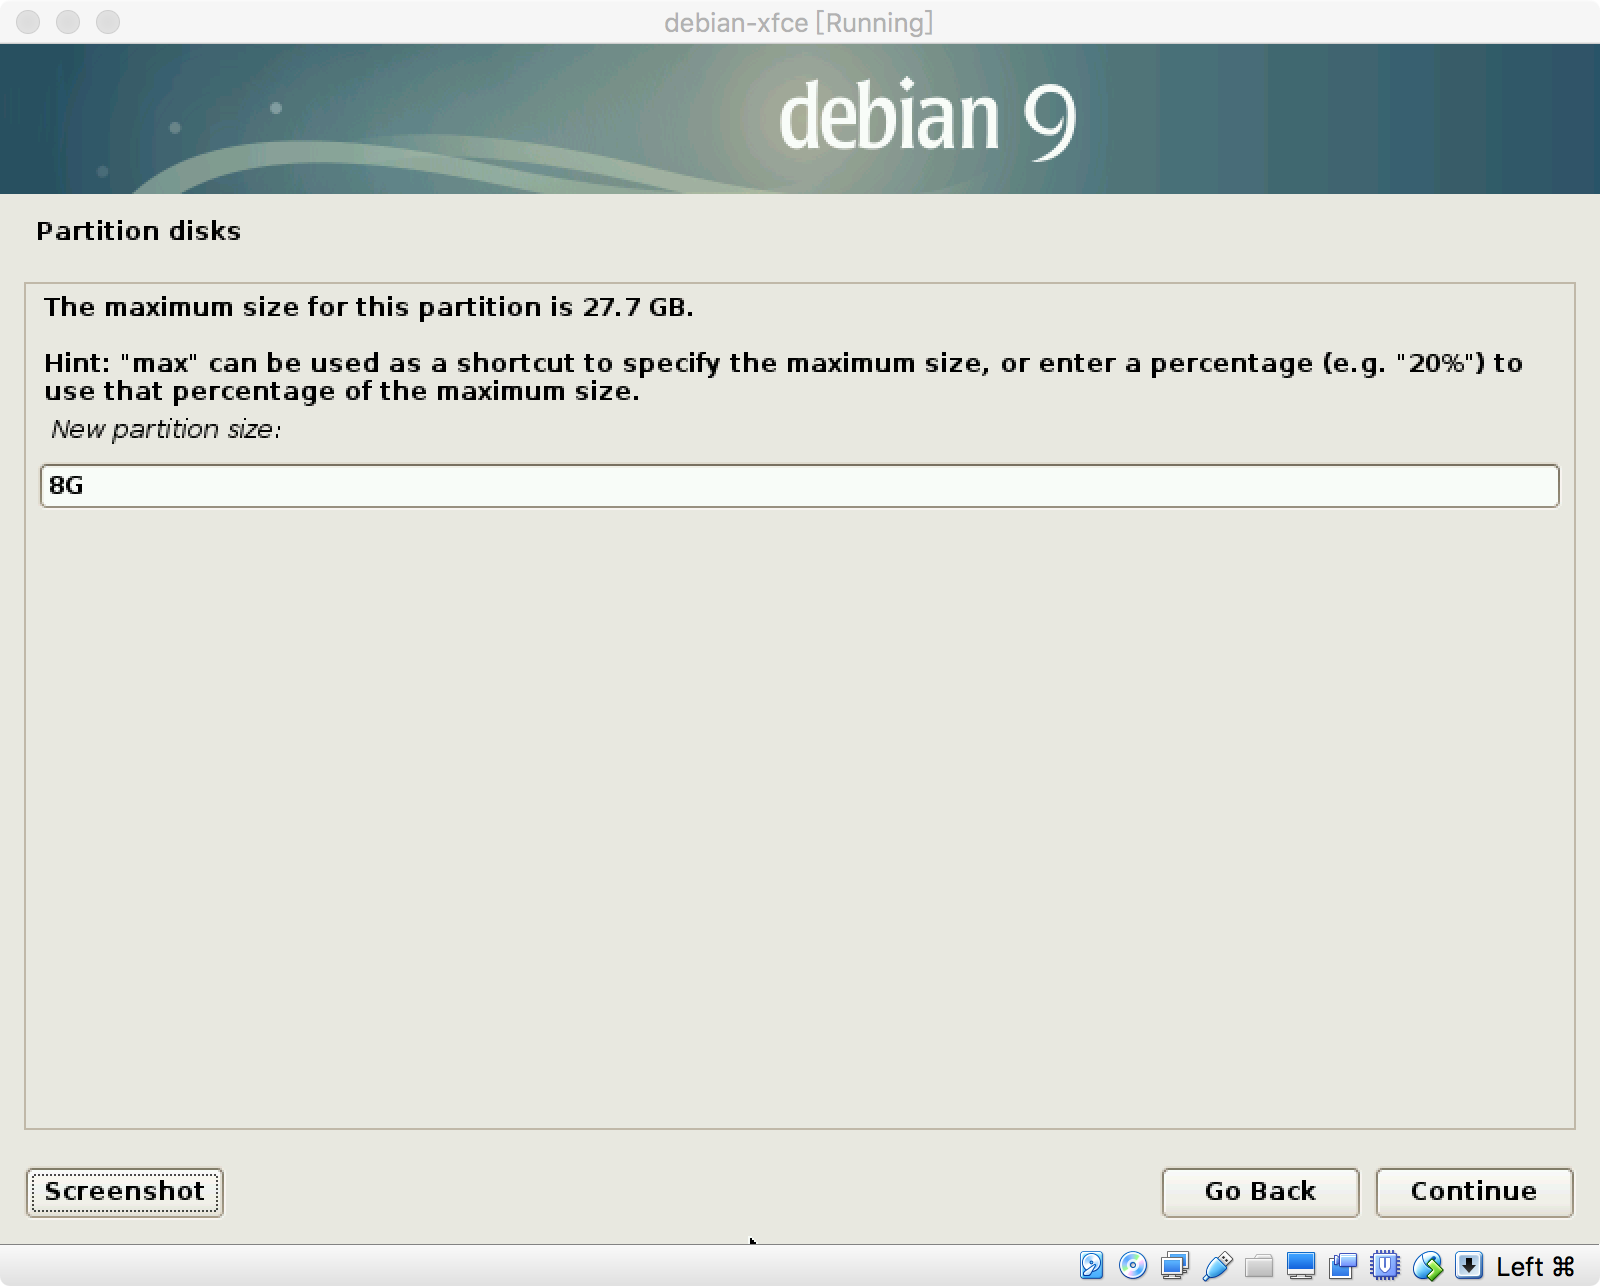 debian-xfce [Running]
debian 9
Partition disks
The maximum size for this partition is 27.7 GB.
Hint: "max" can be used as a shortcut to specify the maximum size, or enter a percentage (e.g. "20%") to
use that percentage of the maximum size.
New partition size:
8G
Screenshot
Go Back
Continue
Left ⌘